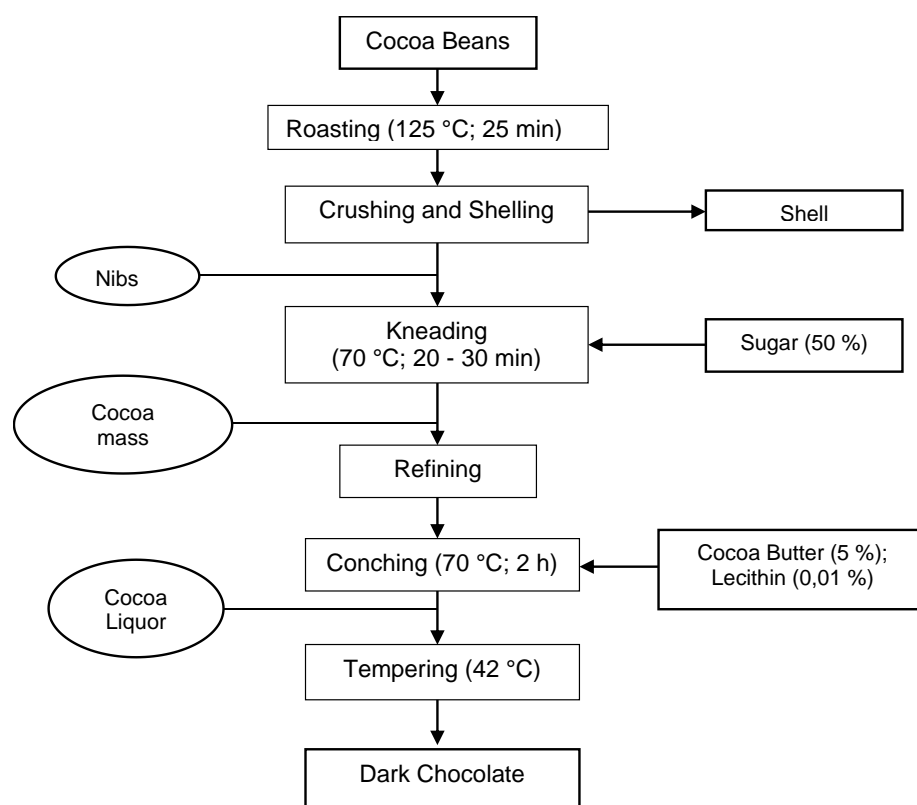 Cocoa Beans
Roasting (125 °C; 25 min)
Crushing and Shelling
Shell
Nibs
Kneading
(70 °C; 20 - 30 min)
Sugar (50 %)
Cocoa
mass
Refining
Conching (70 °C; 2 h)
Cocoa Butter (5 %);
Lecithin (0,01 %)
Cocoa
Liquor
Tempering (42 °C)
Dark Chocolate